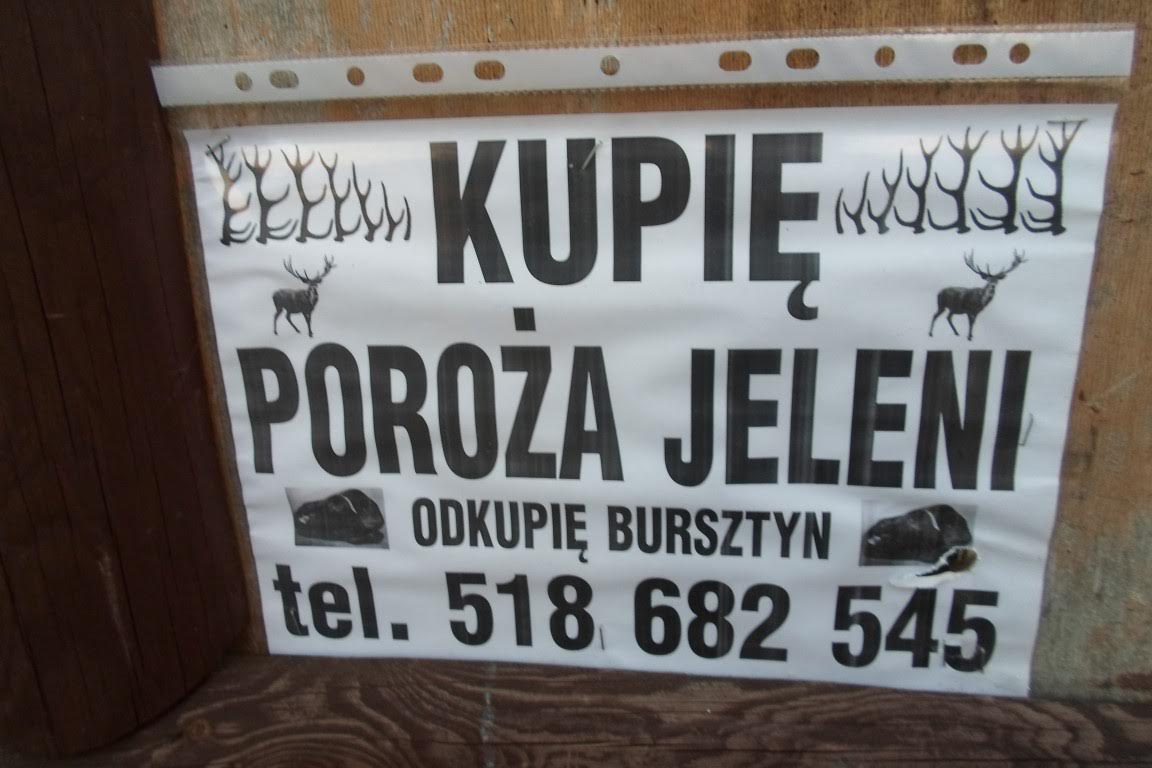 KUPIĘ
POROŻA JELENI
ODKUPIĘ BURSZTYN
tel. 518 682 545